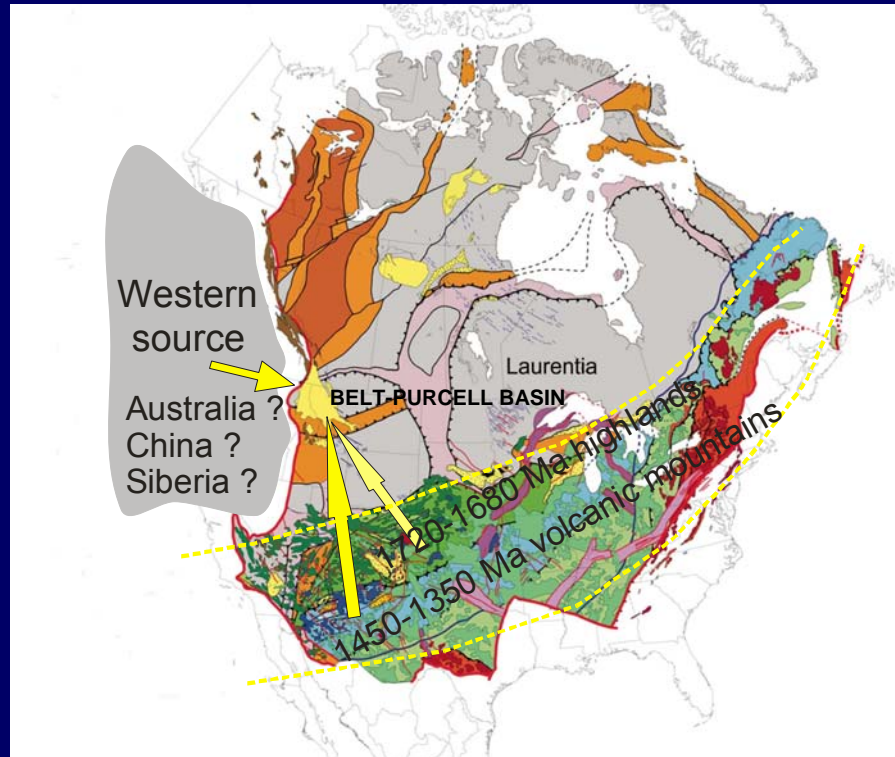 Western
source
Australia ?
China ?
Siberia ?
Laurentia
BELT-PURCELL BASIN
1720-1680 Ma highlands
1450-1350 Ma volcanic mountains